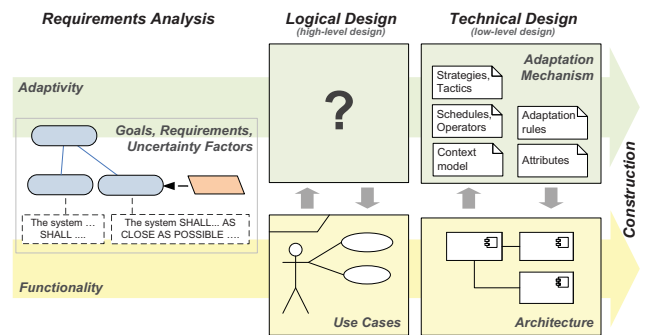 Requirements Analysis
Logical Design
(high-level design)
Technical Design
(low-level design)
Adaptivity
Goals, Requirements,
Uncertainty Factors
The system …
SHALL ....
The system SHALL... AS
CLOSE AS POSSIBLE ….
?
Adaptation
Mechanism
Strategies,
Tactics
Schedules,
Operators
Context
model
Adaptation
rules
Attributes
Construction
Functionality
Use Cases
Architecture